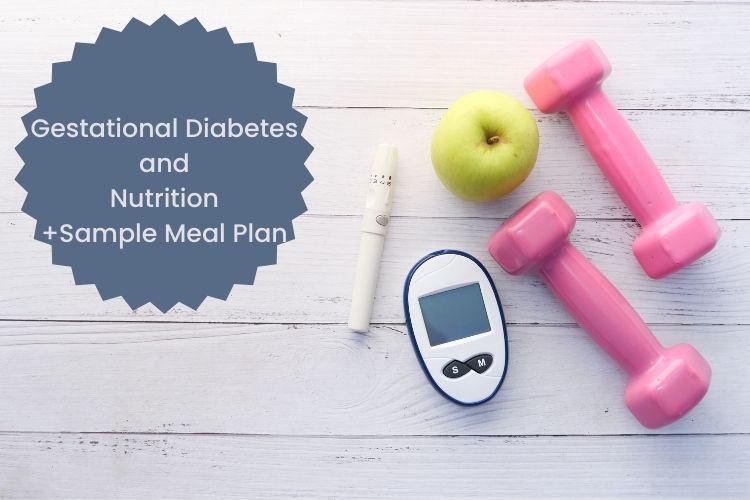 Gestational Diabetes
and
Nutrition
+Sample Meal Plan
S M